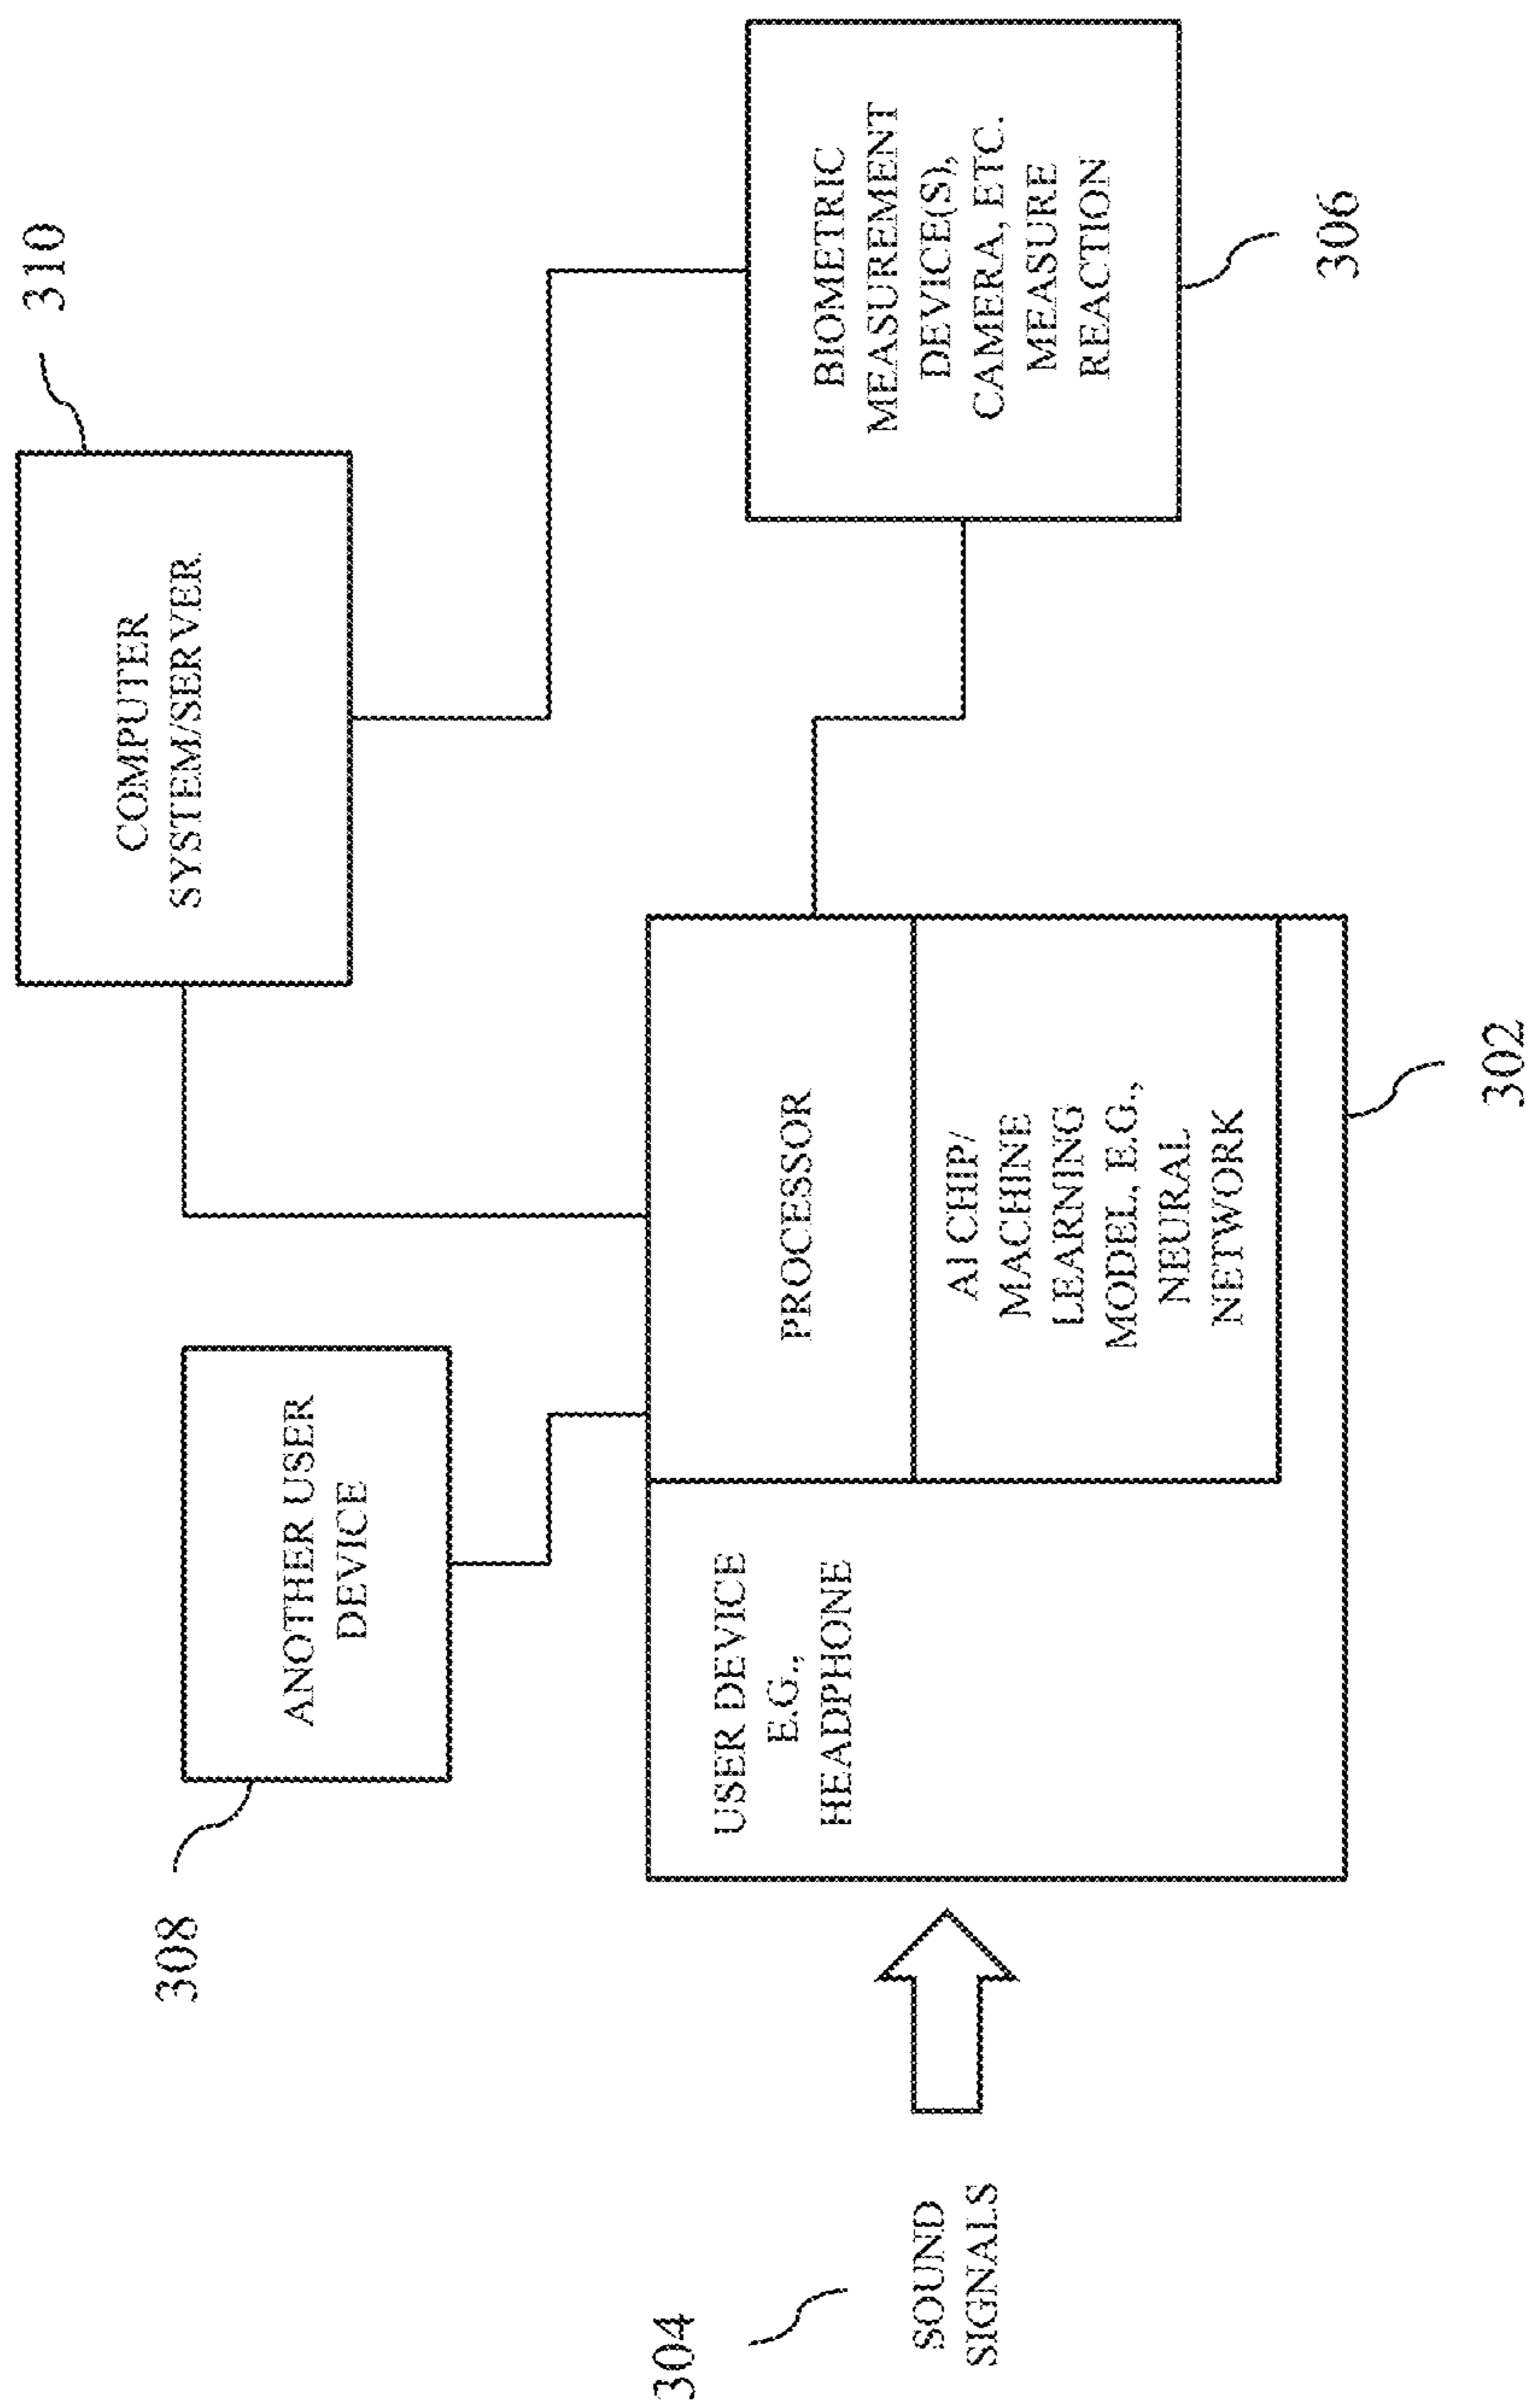 310
COMPUTER
SYSTEM/SERVER
308
ANOTHER USER
DEVICE
304
SOUND
SIGNALS
USER DEVICE
E.G.,
HEADPHONE
PROCESSOR
AI CHIP/
MACHINE
LEARNING
MODEL, E.G.,
NEURAL
NETWORK
302
BIOMETRIC
MEASUREMENT
DEVICE(S),
CAMERA, ETC.
MEASURE
REACTION
306